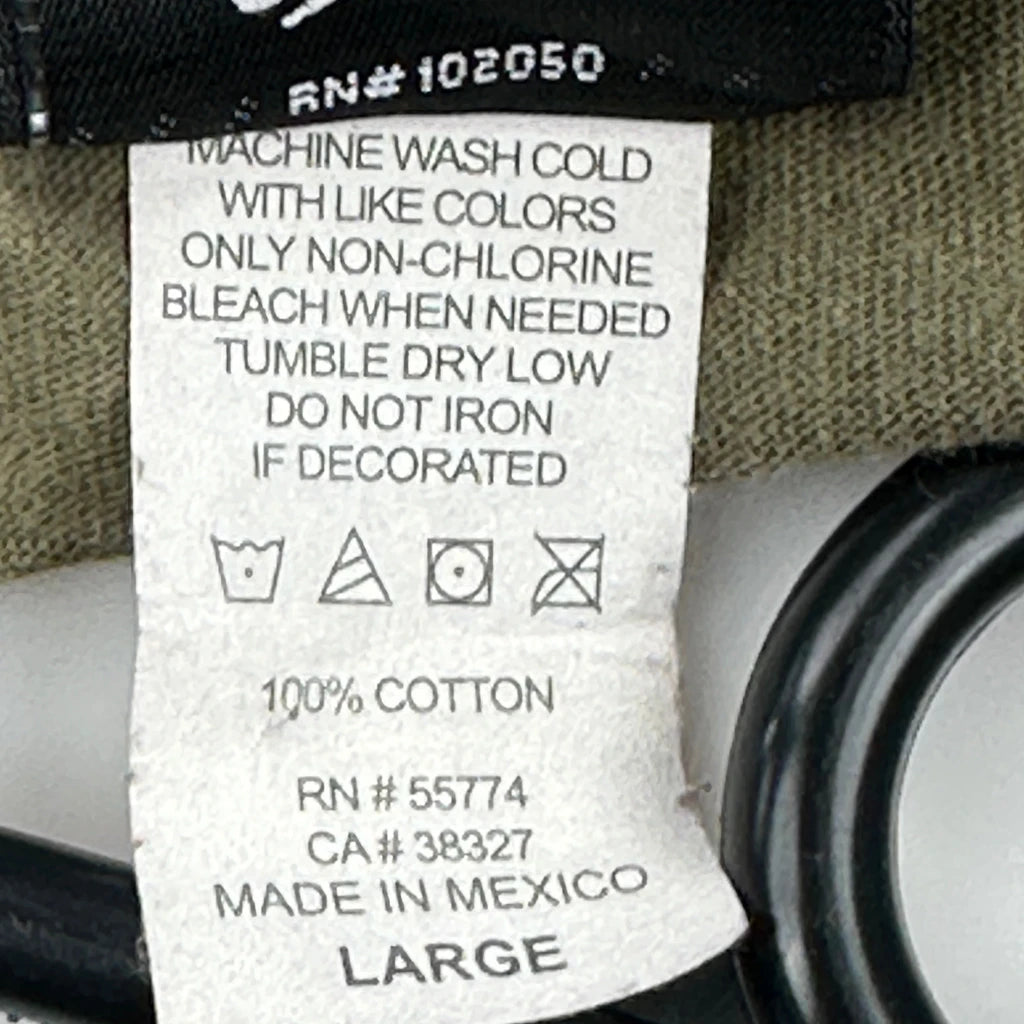 RN# 102050
MACHINE WASH COLD
WITH LIKE COLORS
ONLY NON-CHLORINE
BLEACH WHEN NEEDED
TUMBLE DRY LOW
DO NOT IRON
IF DECORATED
100% COTTON
RN # 55774
CA # 38327
MADE IN MEXICO
LARGE